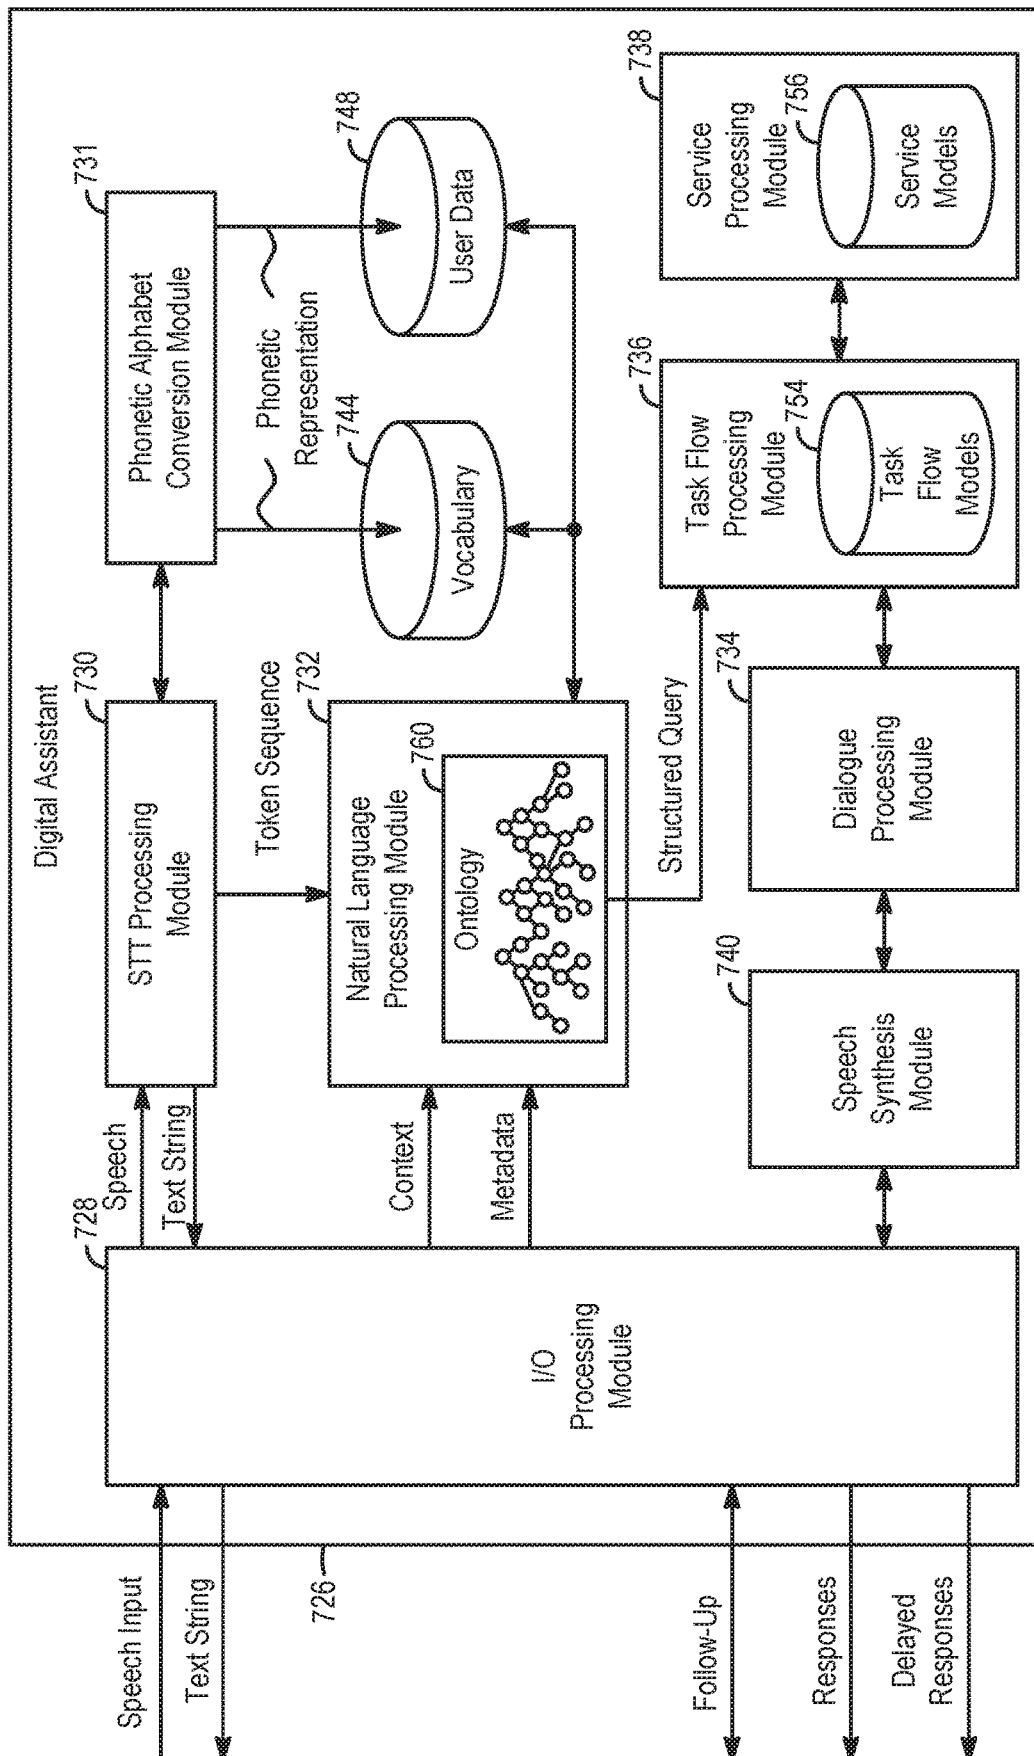 Digital Assistant
Speech Input
Text String
726
Follow-Up
Responses
Delayed
Responses
728
I/O
Processing
Module
Speech
Text String
Context
Metadata
730
STT Processing
Module
Token Sequence
731
Phonetic Alphabet
Conversion Module
Phonetic
Representation
744
Vocabulary
748
User Data
732
Natural Language
Processing Module
760
Ontology
Structured Query
740
Speech
Synthesis
Module
734
Dialogue
Processing
Module
736
Task Flow
Processing
Module
754
Task
Flow
Models
738
Service
Processing
Module
756
Service
Models